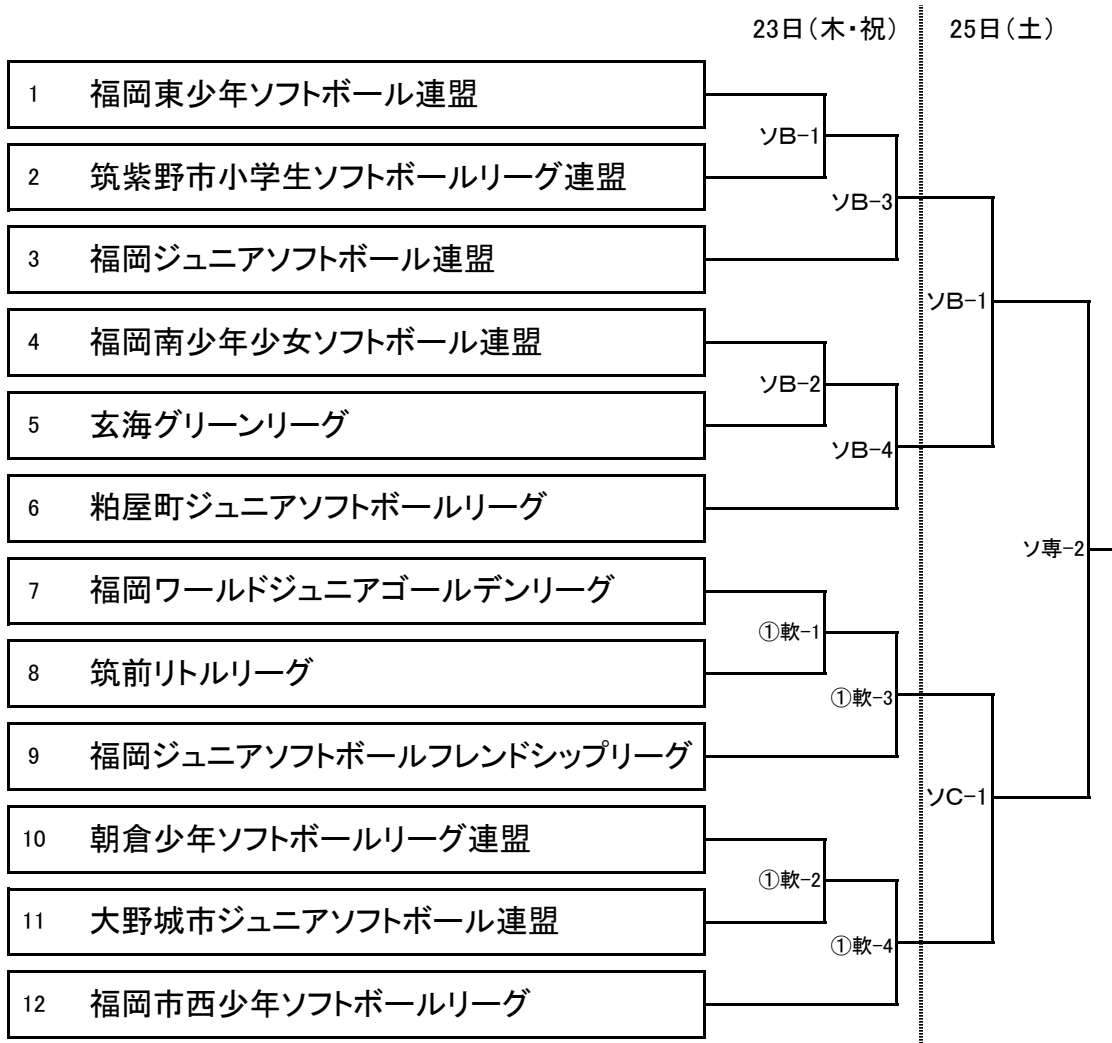 23日(木・祝) 25日(土)
1 福岡東少年ソフトボール連盟
ソB-1
2 筑紫野市小学生ソフトボールリーグ連盟
ソB-3
3 福岡ジュニアソフトボール連盟
ソB-1
4 福岡南少年少女ソフトボール連盟
ソB-2
5 玄海グリーンリーグ
ソB-4
6 粕屋町ジュニアソフトボールリーグ
ソ専-2
7 福岡ワールドジュニアゴールデンリーグ
①軟-1
8 筑前リトルリーグ
①軟-3
9 福岡ジュニアソフトボールフレンドシップリーグ
ソC-1
10 朝倉少年ソフトボールリーグ連盟
①軟-2
11 大野城市ジュニアソフトボール連盟
①軟-4
12 福岡市西少年ソフトボールリーグ